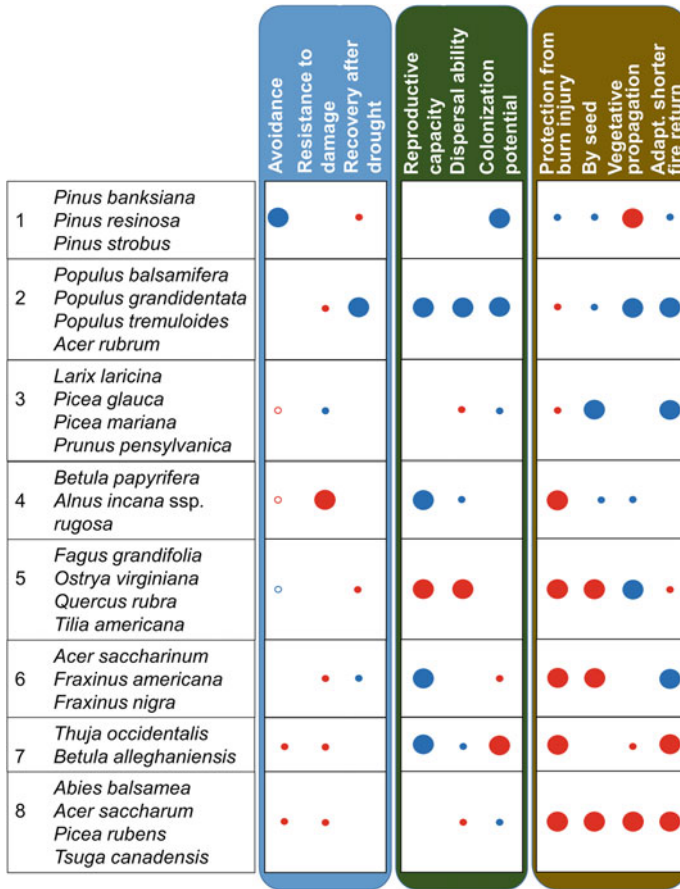 Avoidance
Resistance to
damage
Recovery after
drought
Reproductive
capacity
Dispersal ability
Colonization
potential
Protection from
burn injury
By seed
Vegetative
propagation
Adapt. shorter
fire return
1
Pinus banksiana
Pinus resinosa
Pinus strobus
2
Populus balsamifera
Populus grandidentata
Populus tremuloides
Acer rubrum
3
Larix laricina
Picea glauca
Picea mariana
Prunus pensylvanica
4
Betula papyrifera
Alnus incana ssp.
rugosa
5
Fagus grandifolia
Ostrya virginiana
Quercus rubra
Tilia americana
6
Acer saccharinum
Fraxinus americana
Fraxinus nigra
7
Thuja occidentalis
Betula alleghaniensis
8
Abies balsamea
Acer saccharum
Picea rubens
Tsuga canadensis